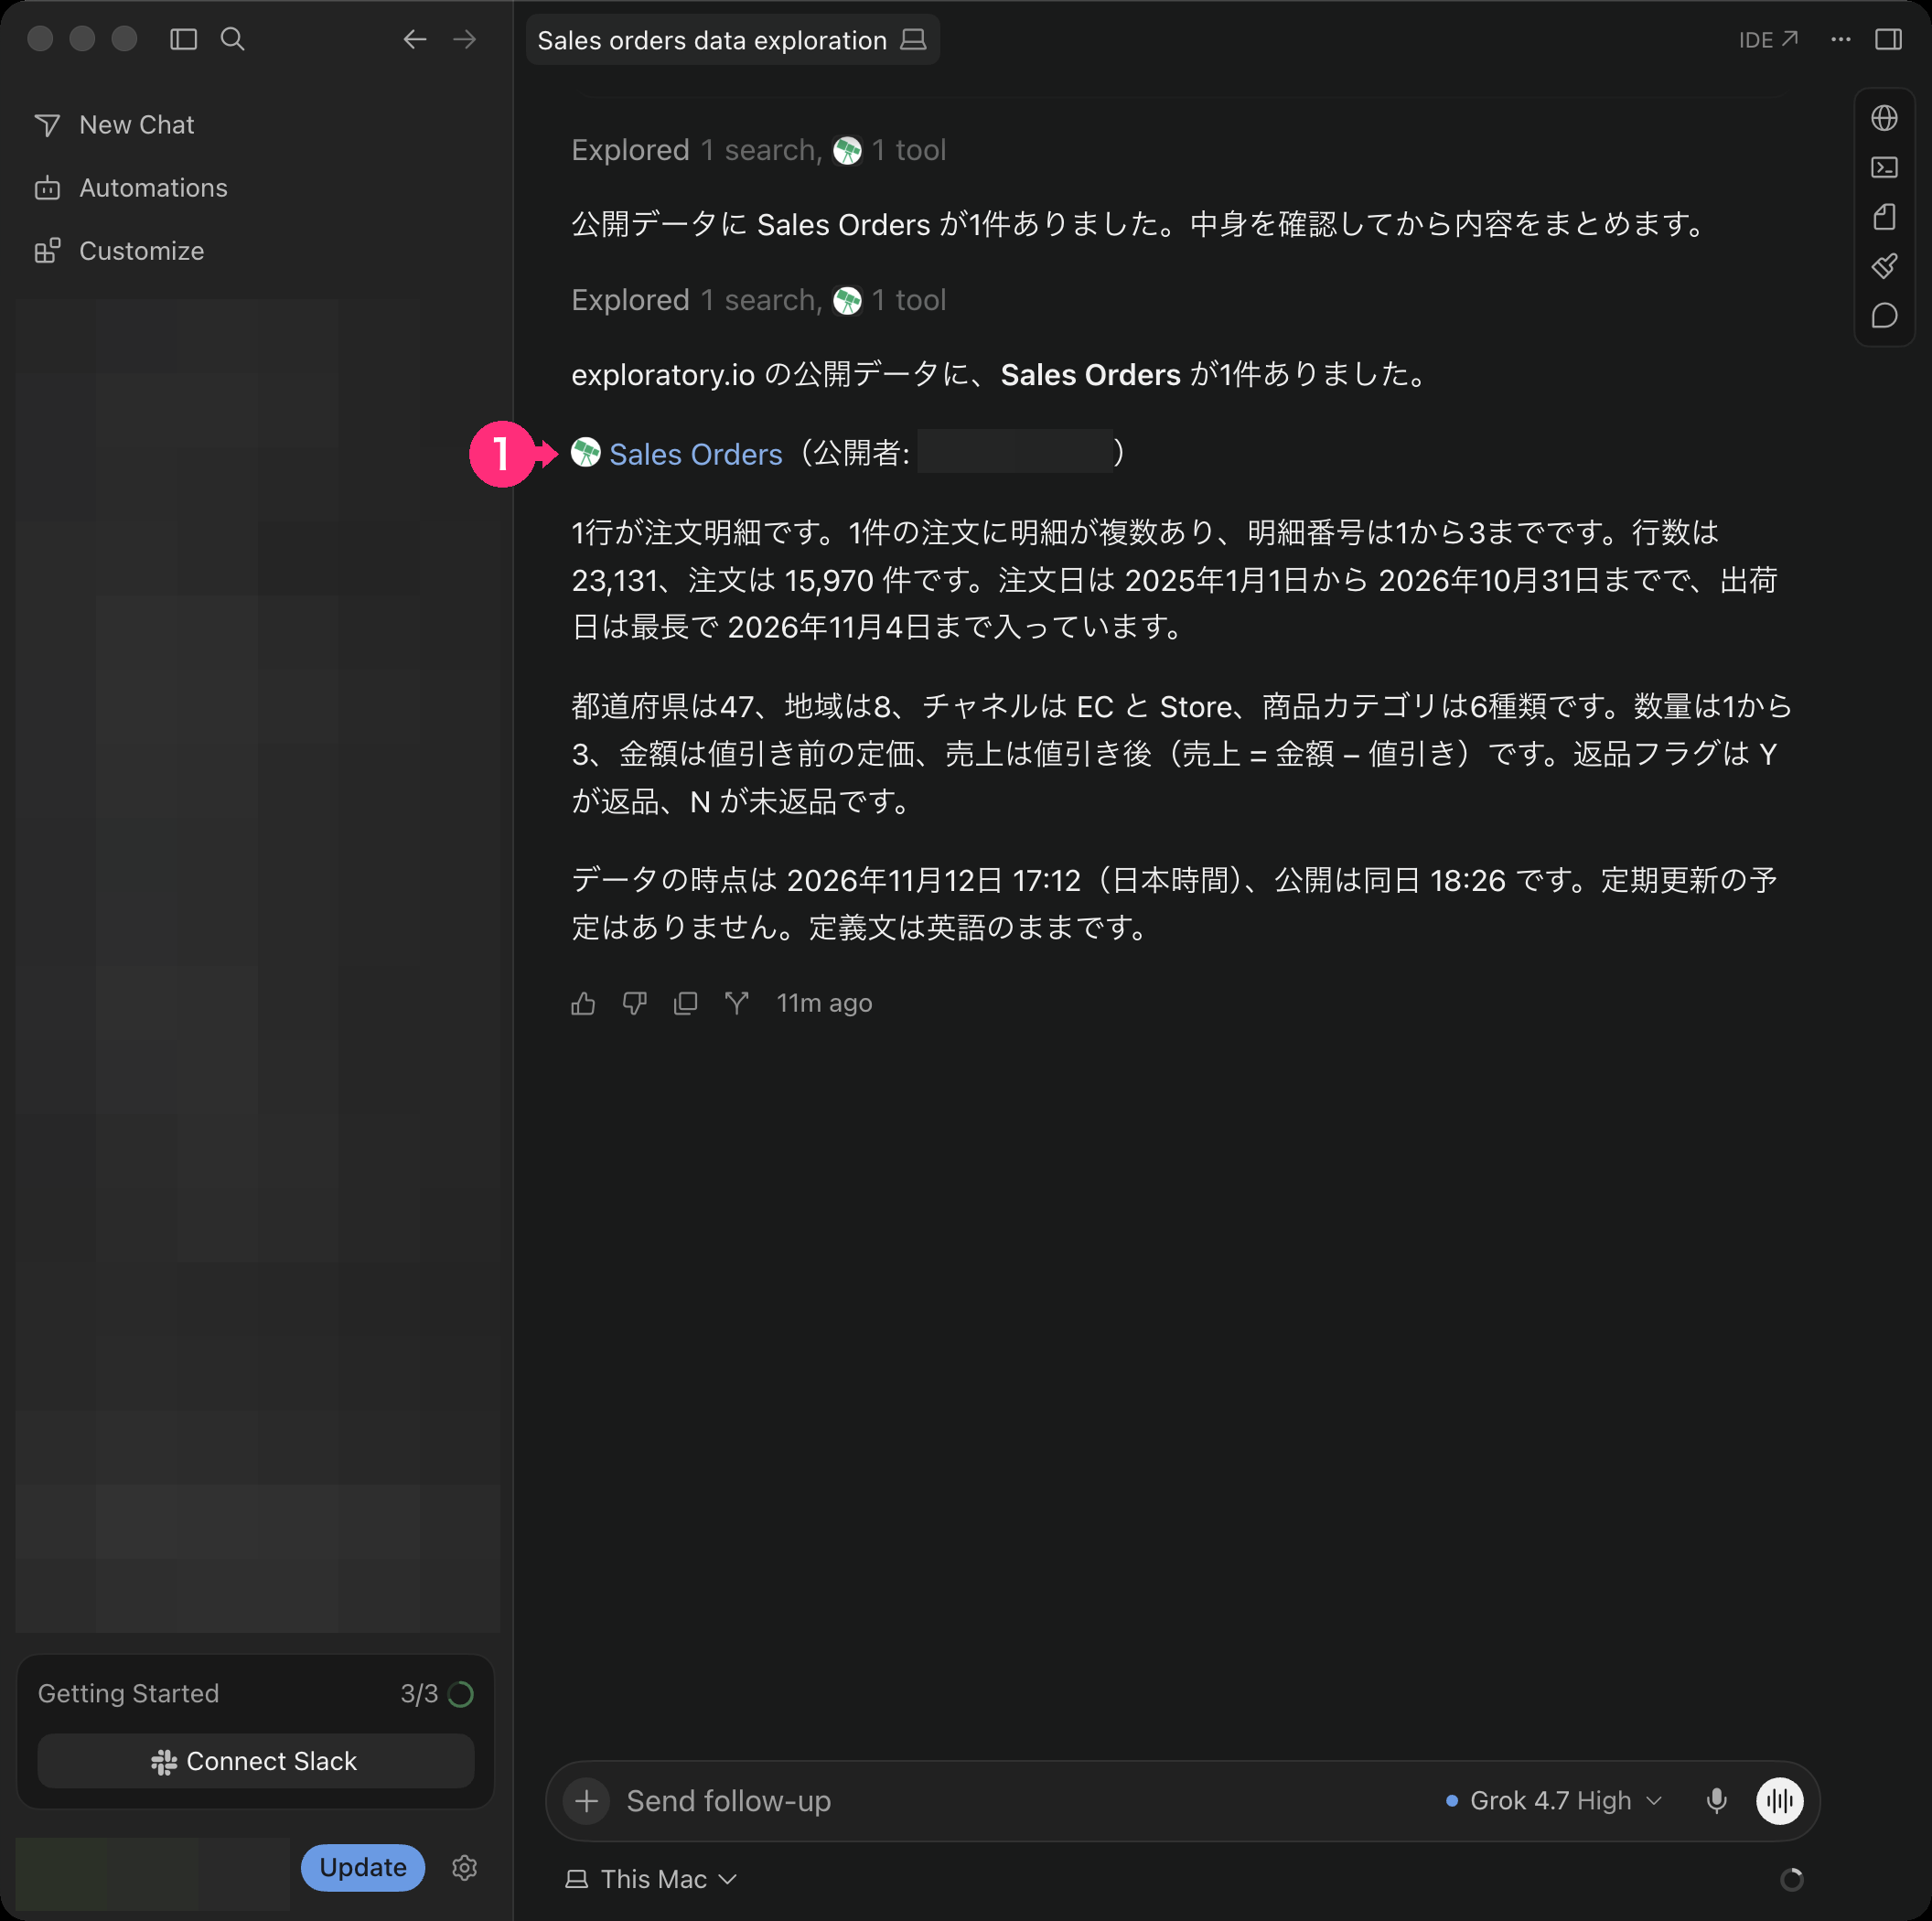 Sales orders data exploration
IDE
New Chat
Automations
Customize
Explored 1 search, 1 tool
公開データに Sales Orders が1件ありました。中身を確認してから内容をまとめます。
Explored 1 search, 1 tool
exploratory.io の公開データに、Sales Orders が1件ありました。
1
Sales Orders（公開者: ）
1行が注文明細です。1件の注文に明細が複数あり、明細番号は1から3までです。行数は
23,131、注文は 15,970 件です。注文日は 2025年1月1日から 2026年10月31日までで、出荷
日は最長で 2026年11月4日まで入っています。
都道府県は47、地域は8、チャネルは EC と Store、商品カテゴリは6種類です。数量は1から
3、金額は値引き前の定価、売上は値引き後（売上 = 金額 − 値引き）です。返品フラグは Y
が返品、N が未返品です。
データの時点は 2026年11月12日 17:12（日本時間）、公開は同日 18:26 です。定期更新の予
定はありません。定義文は英語のままです。
11m ago
Getting Started 3/3
Connect Slack
Update
Send follow-up
Grok 4.7 High
This Mac